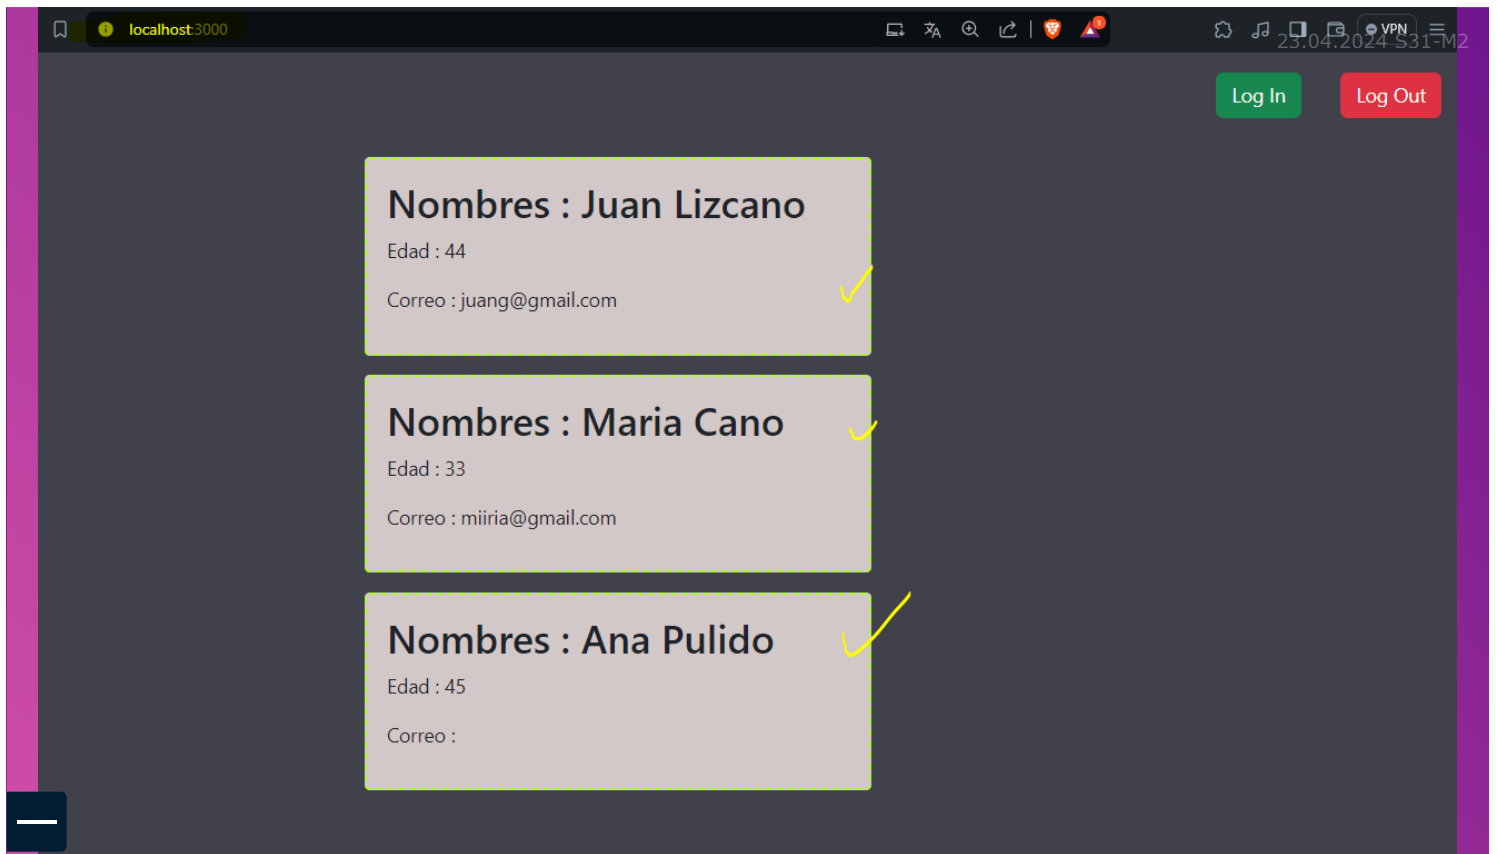 localhost:3000
1
VPN
23.04.2024 S31-M2
Log In
Log Out
Nombres : Juan Lizcano
Edad : 44
Correo : juang@gmail.com
Nombres : Maria Cano
Edad : 33
Correo : miiria@gmail.com
Nombres : Ana Pulido
Edad : 45
Correo :